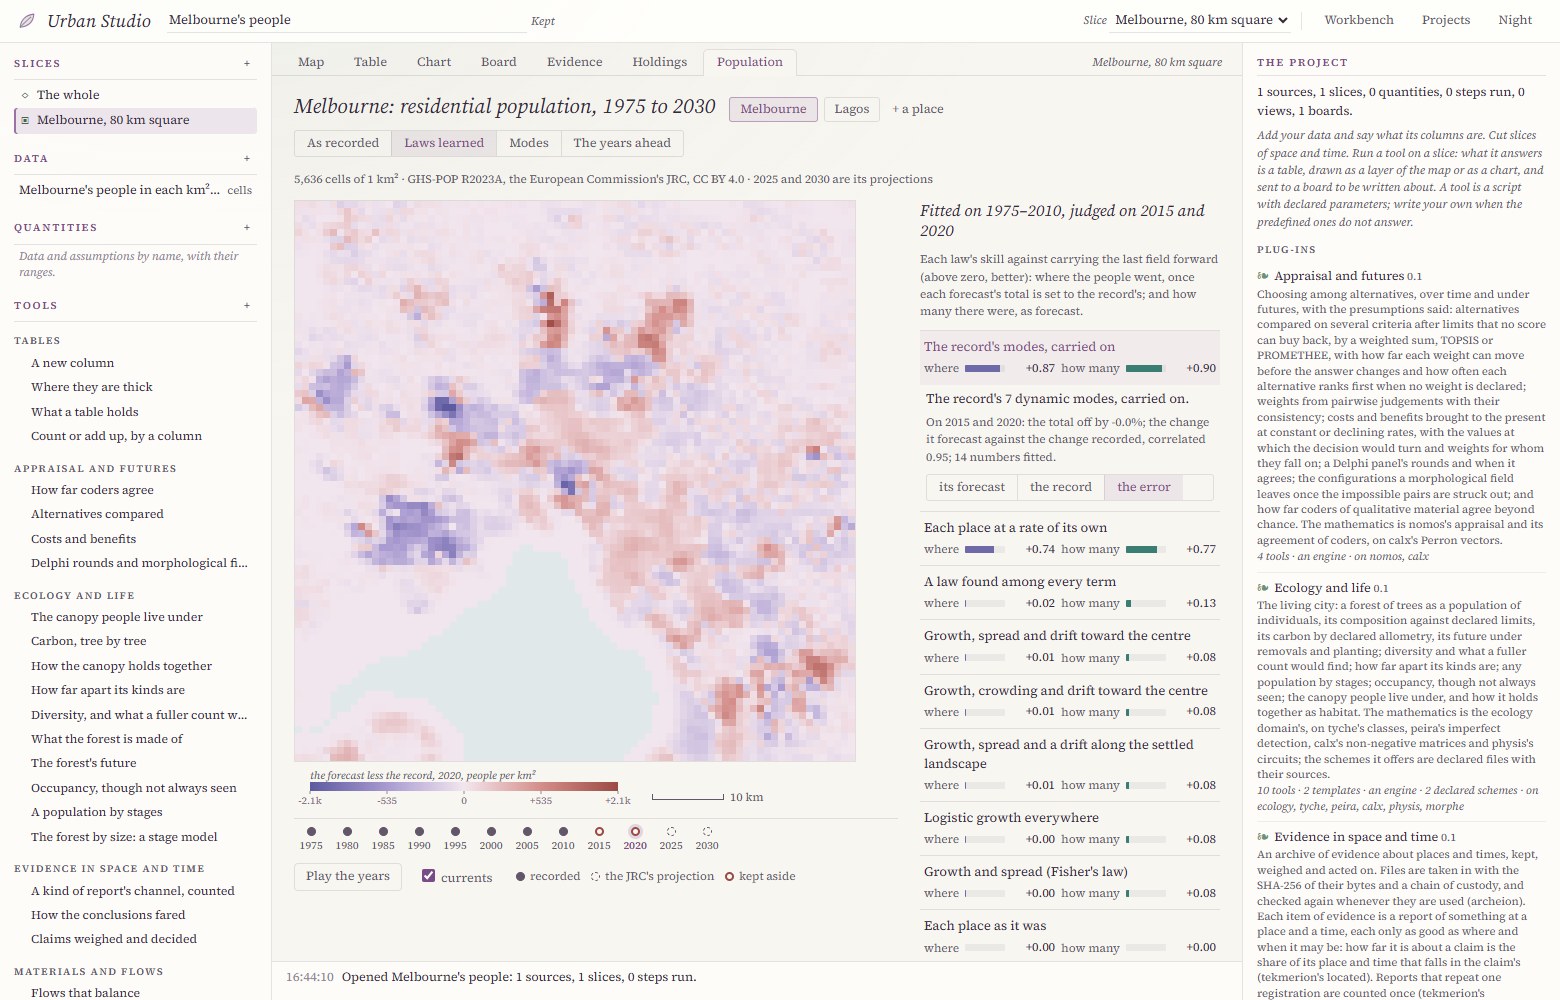 Urban Studio
Melbourne's people
Kept
Slice
Melbourne, 80 km square
Workbench
Projects
Night
SLICES
+
The whole
Melbourne, 80 km square
DATA
+
Melbourne's people in each km²...
cells
QUANTITIES
+
Data and assumptions by name, with their
ranges.
TOOLS
+
TABLES
A new column
Where they are thick
What a table holds
Count or add up, by a column
APPRAISAL AND FUTURES
How far coders agree
Alternatives compared
Costs and benefits
Delphi rounds and morphological fi...
ECOLOGY AND LIFE
The canopy people live under
Carbon, tree by tree
How the canopy holds together
How far apart its kinds are
Diversity, and what a fuller count w...
What the forest is made of
The forest's future
Occupancy, though not always seen
A population by stages
The forest by size: a stage model
EVIDENCE IN SPACE AND TIME
A kind of report's channel, counted
How the conclusions fared
Claims weighed and decided
MATERIALS AND FLOWS
Flows that balance
Map
Table
Chart
Board
Evidence
Holdings
Population
Melbourne, 80 km square
Melbourne: residential population, 1975 to 2030
Melbourne
Lagos
+ a place
As recorded
Laws learned
Modes
The years ahead
5,636 cells of 1 km² · GHS-POP R2023A, the European Commission's JRC, CC BY 4.0 · 2025 and 2030 are its projections
the forecast less the record, 2020, people per km²
-2.1k
-535
0
+535
+2.1k
10 km
1975
1980
1985
1990
1995
2000
2005
2010
2015
2020
2025
2030
Play the years
currents
recorded
the JRC's projection
kept aside
Fitted on 1975–2010, judged on 2015 and
2020
Each law's skill against carrying the last field forward
(above zero, better): where the people went, once
each forecast's total is set to the record's; and how
many there were, as forecast.
The record's modes, carried on
where +0.87 how many +0.90
The record's 7 dynamic modes, carried on.
On 2015 and 2020: the total off by -0.0%; the change
it forecast against the change recorded, correlated
0.95; 14 numbers fitted.
its forecast
the record
the error
Each place at a rate of its own
where +0.74 how many +0.77
A law found among every term
where +0.02 how many +0.13
Growth, spread and drift toward the centre
where +0.01 how many +0.08
Growth, crowding and drift toward the centre
where +0.01 how many +0.08
Growth, spread and a drift along the settled
landscape
where +0.01 how many +0.08
Logistic growth everywhere
where +0.00 how many +0.08
Growth and spread (Fisher's law)
where +0.00 how many +0.08
Each place as it was
where +0.00 how many +0.00
16:44:10 Opened Melbourne's people: 1 sources, 1 slices, 0 steps run.
THE PROJECT
1 sources, 1 slices, 0 quantities, 0 steps run, 0
views, 1 boards.
Add your data and say what its columns are. Cut slices
of space and time. Run a tool on a slice: what it answers
is a table, drawn as a layer of the map or as a chart, and
sent to a board to be written about. A tool is a script
with declared parameters; write your own when the
predefined ones do not answer.
PLUG-INS
Appraisal and futures 0.1
Choosing among alternatives, over time and under
futures, with the presumptions said: alternatives
compared on several criteria after limits that no score
can buy back, by a weighted sum, TOPSIS or
PROMETHEE, with how far each weight can move
before the answer changes and how often each
alternative ranks first when no weight is declared;
weights from pairwise judgements with their
consistency; costs and benefits brought to the present
at constant or declining rates, with the values at
which the decision would turn and weights for whom
they fall on; a Delphi panel's rounds and when it
agrees; the configurations a morphological field
leaves once the impossible pairs are struck out; and
how far coders of qualitative material agree beyond
chance. The mathematics is nomos's appraisal and its
agreement of coders, on calx's Perron vectors.
4 tools · an engine · on nomos, calx
Ecology and life 0.1
The living city: a forest of trees as a population of
individuals, its composition against declared limits,
its carbon by declared allometry, its future under
removals and planting; diversity and what a fuller
count would find; how far apart its kinds are; any
population by stages; occupancy, though not always
seen; the canopy people live under, and how it holds
together as habitat. The mathematics is the ecology
domain's, on tyche's classes, peira's imperfect
detection, calx's non-negative matrices and physis's
circuits; the schemes it offers are declared files with
their sources.
10 tools · 2 templates · an engine · 2 declared schemes · on
ecology, tyche, peira, calx, physis, morphe
Evidence in space and time 0.1
An archive of evidence about places and times, kept,
weighed and acted on. Files are taken in with the
SHA-256 of their bytes and a chain of custody, and
checked again whenever they are used (archeion).
Each item of evidence is a report of something at a
place and a time, each only as good as where and
when it may be: how far it is about a claim is the
share of its place and time that falls in the claim's
(tekmerion's located). Reports that repeat one
registration are counted once (tekmerion's